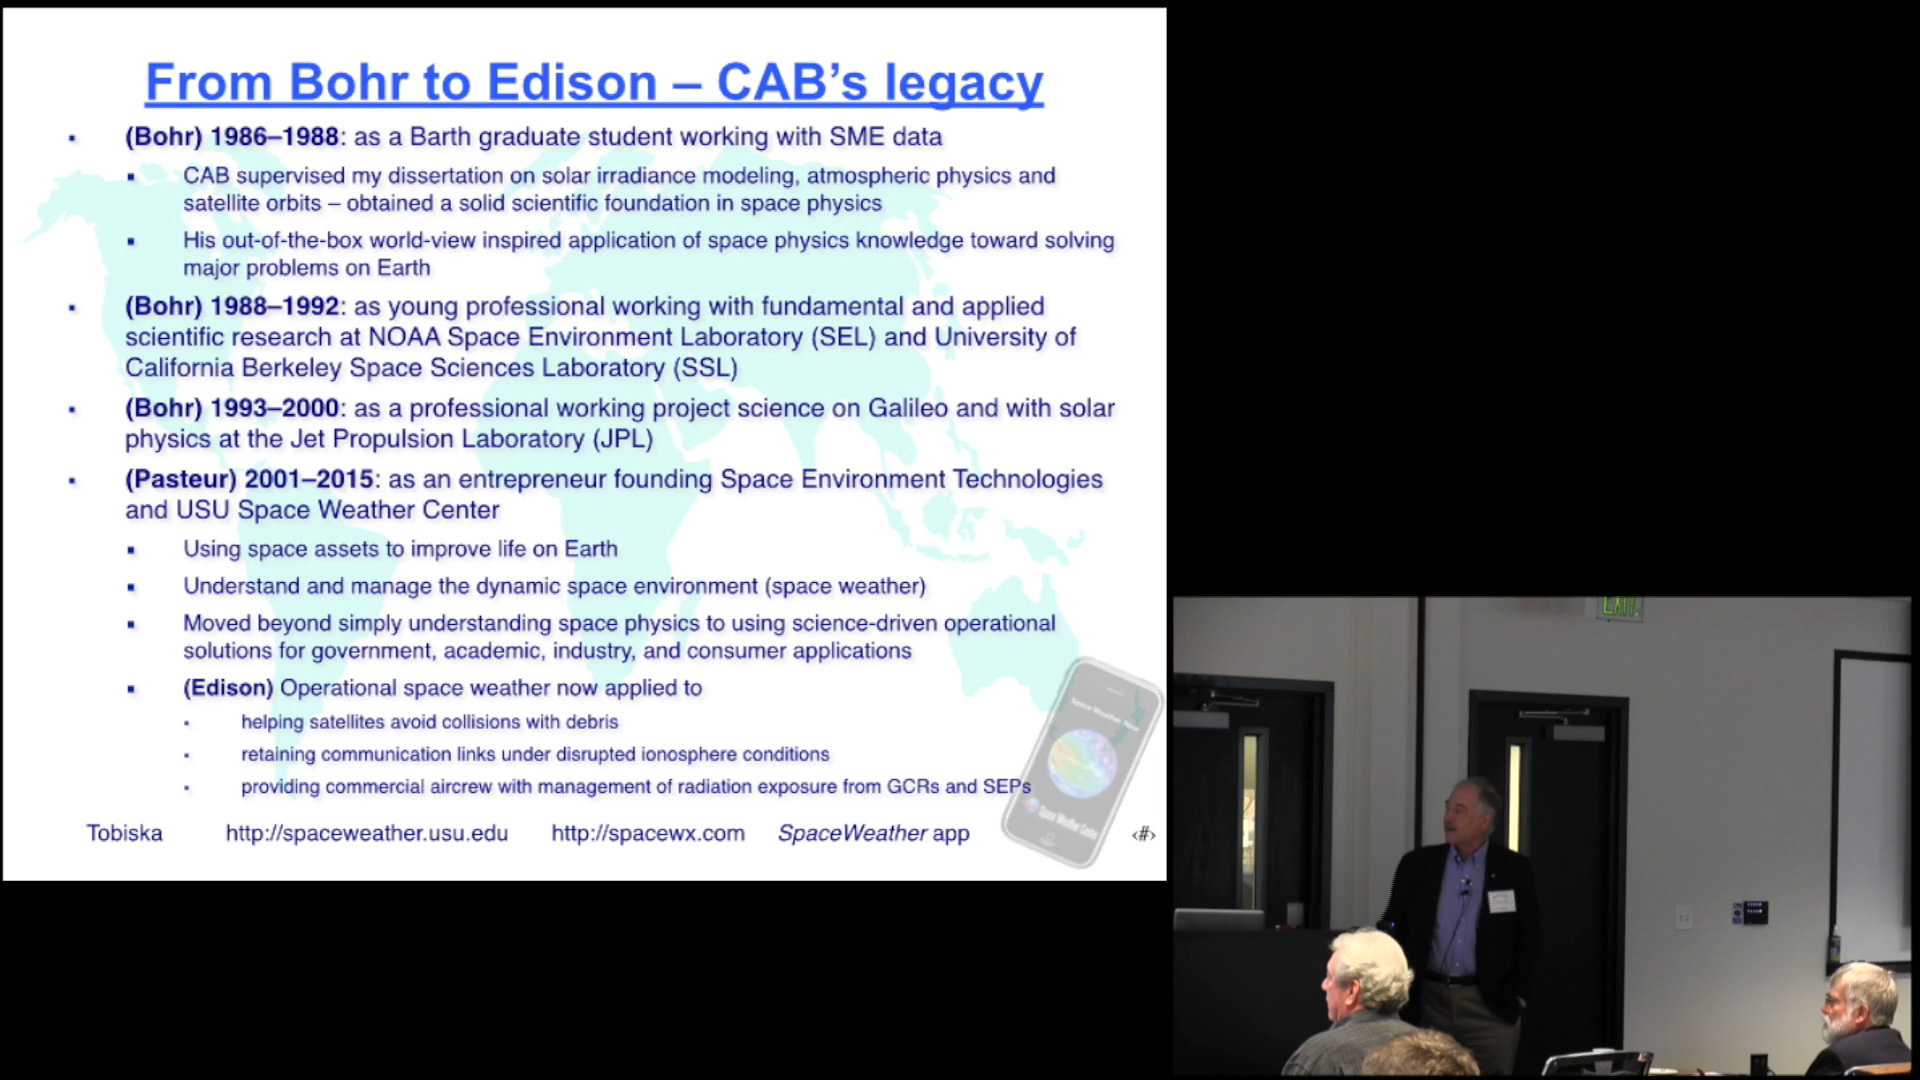 From Bohr to Edison – CAB's legacy
(Bohr) 1986–1988: as a Barth graduate student working with SME data
CAB supervised my dissertation on solar irradiance modeling, atmospheric physics and
satellite orbits – obtained a solid scientific foundation in space physics
His out-of-the-box world-view inspired application of space physics knowledge toward solving
major problems on Earth
(Bohr) 1988–1992: as young professional working with fundamental and applied
scientific research at NOAA Space Environment Laboratory (SEL) and University of
California Berkeley Space Sciences Laboratory (SSL)
(Bohr) 1993–2000: as a professional working project science on Galileo and with solar
physics at the Jet Propulsion Laboratory (JPL)
(Pasteur) 2001–2015: as an entrepreneur founding Space Environment Technologies
and USU Space Weather Center
Using space assets to improve life on Earth
Understand and manage the dynamic space environment (space weather)
Moved beyond simply understanding space physics to using science-driven operational
solutions for government, academic, industry, and consumer applications
(Edison) Operational space weather now applied to
helping satellites avoid collisions with debris
retaining communication links under disrupted ionosphere conditions
providing commercial aircrew with management of radiation exposure from GCRs and SEPs
Tobiska http://spaceweather.usu.edu http://spacewx.com SpaceWeather app ‹#›
Space Weather
Space Weather Center
EXIT